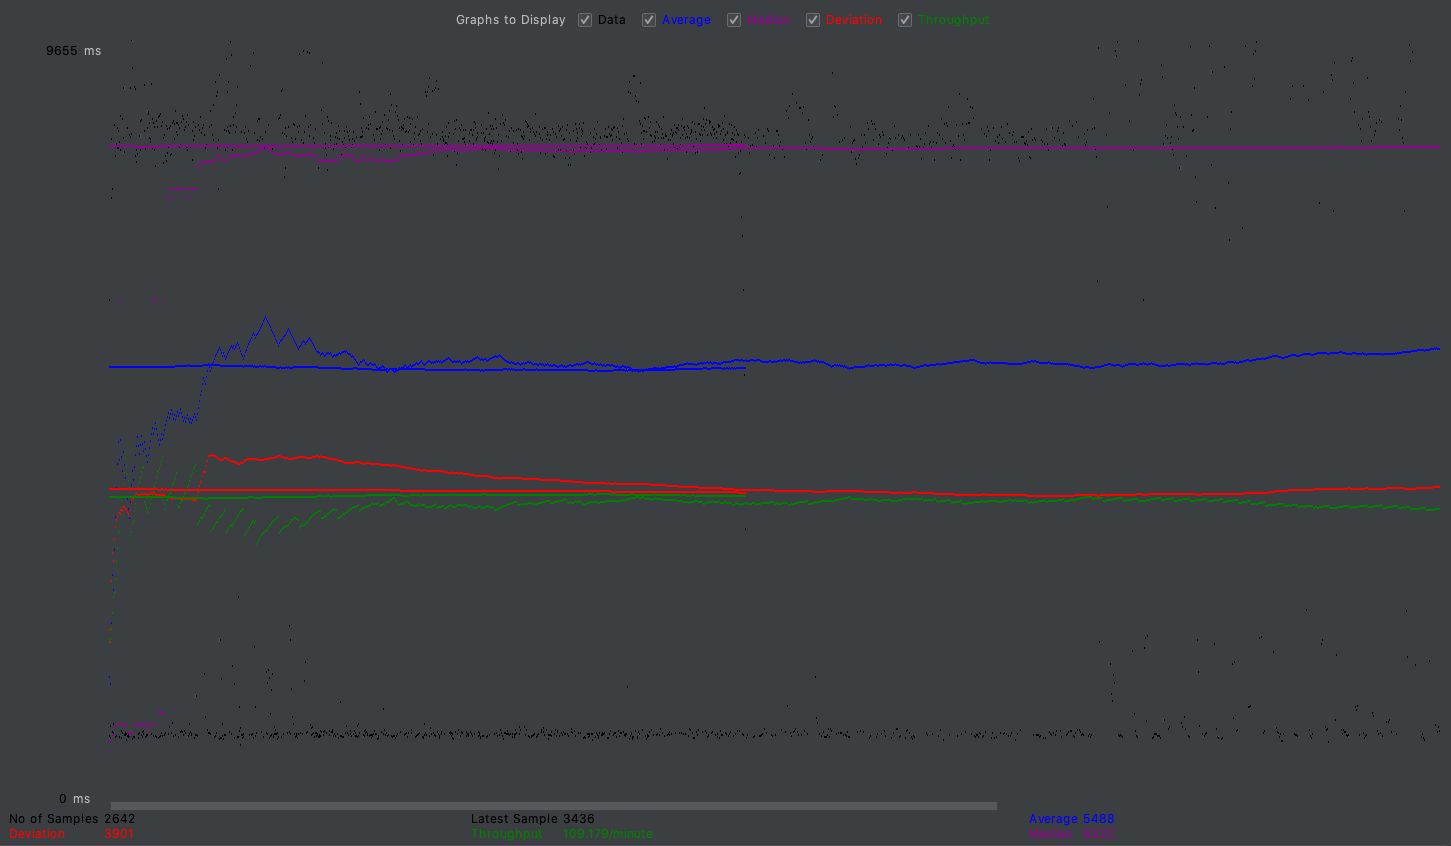 Graphs to Display Data Average Median Deviation Throughput
9655 ms
0 ms
No of Samples 2642 Latest Sample 3436 Average 5488
Deviation 3901 Throughput 109.179/minute Median